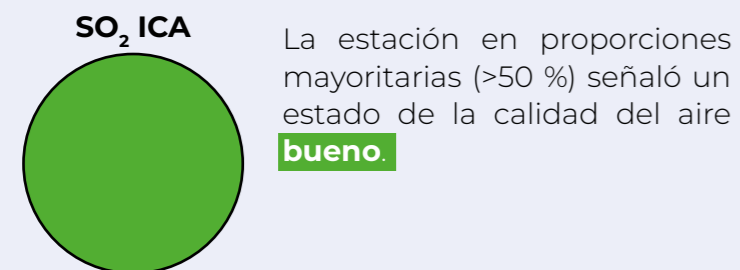 SO₂ ICA
La estación en proporciones
mayoritarias (>50 %) señaló un
estado de la calidad del aire
bueno.